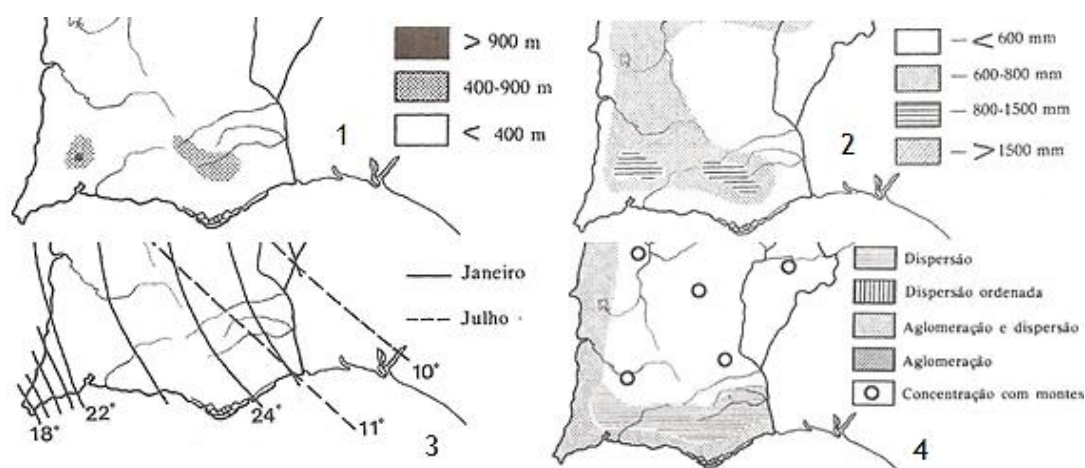 > 900 m
400-900 m
< 400 m
1
— < 600 mm
— 600-800 mm
— 800-1500 mm
— > 1500 mm
2
Janeiro
Julho
10°
22°
24°
18°
11°
3
Dispersão
Dispersão ordenada
Aglomeração e dispersão
Aglomeração
Concentração com montes
4